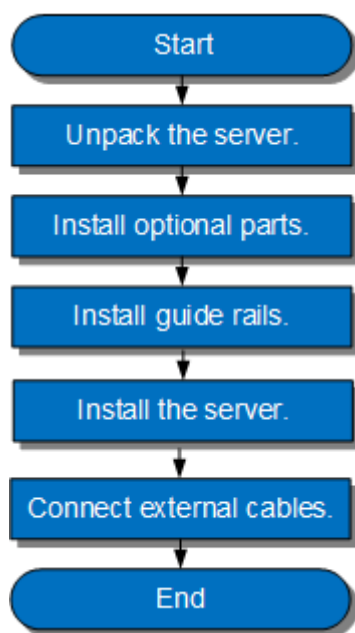 Start
Unpack the server.
Install optional parts.
Install guide rails.
Install the server.
Connect external cables.
End